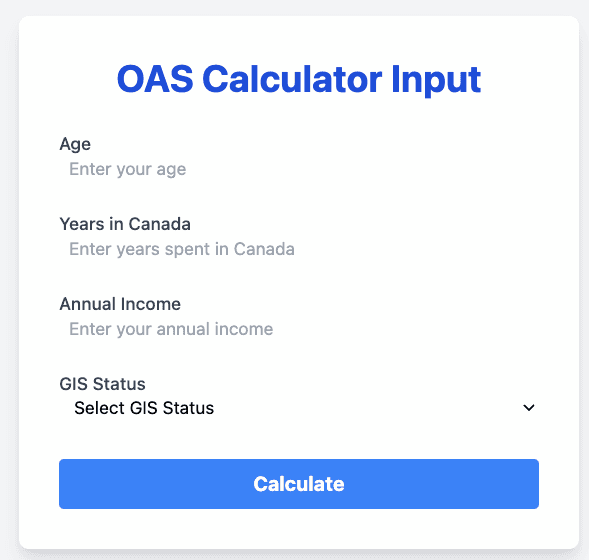 OAS Calculator Input
Age
Enter your age
Years in Canada
Enter years spent in Canada
Annual Income
Enter your annual income
GIS Status
Select GIS Status
Calculate